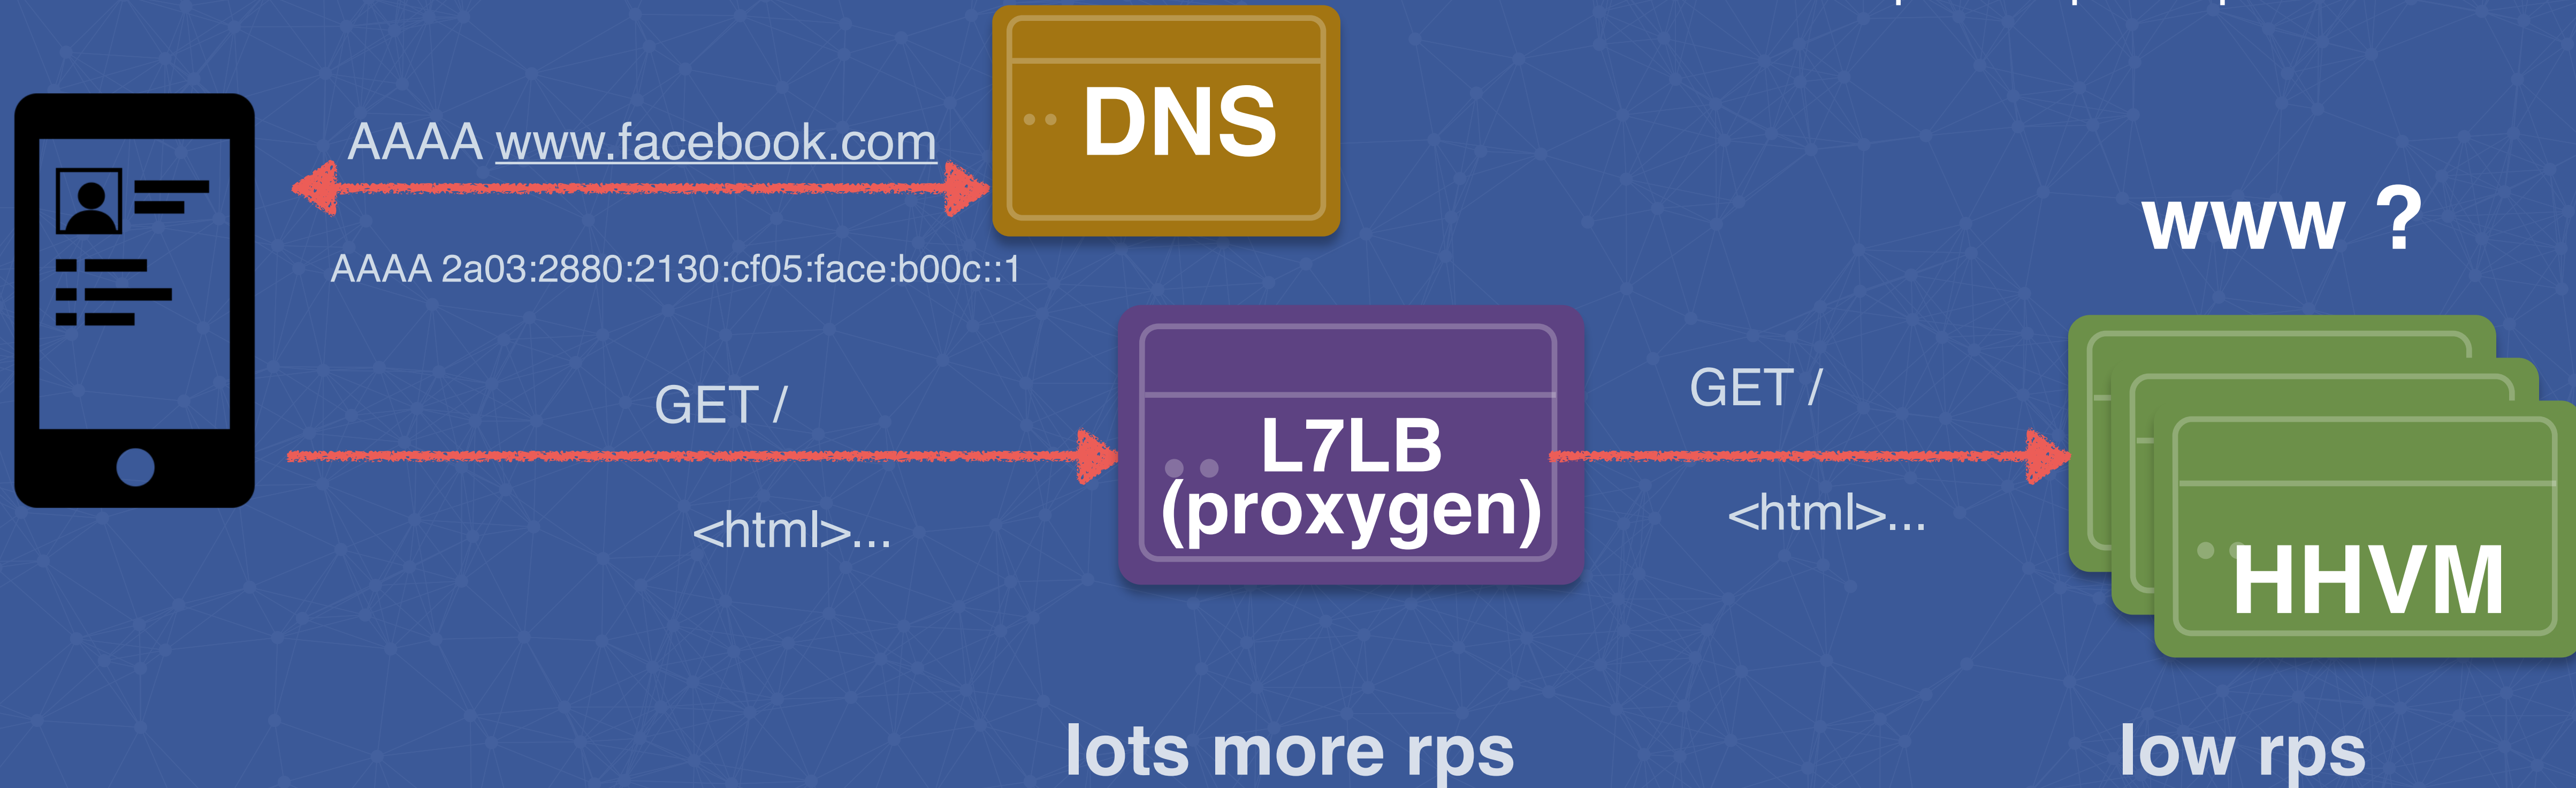 DNS
AAAA www.facebook.com
www ?
AAAA 2a03:2880:2130:cf05:face:b00c::1
GET /
GET /
L7LB
(proxygen)
<html>...
<html>...
HHVM
lots more rps
low rps